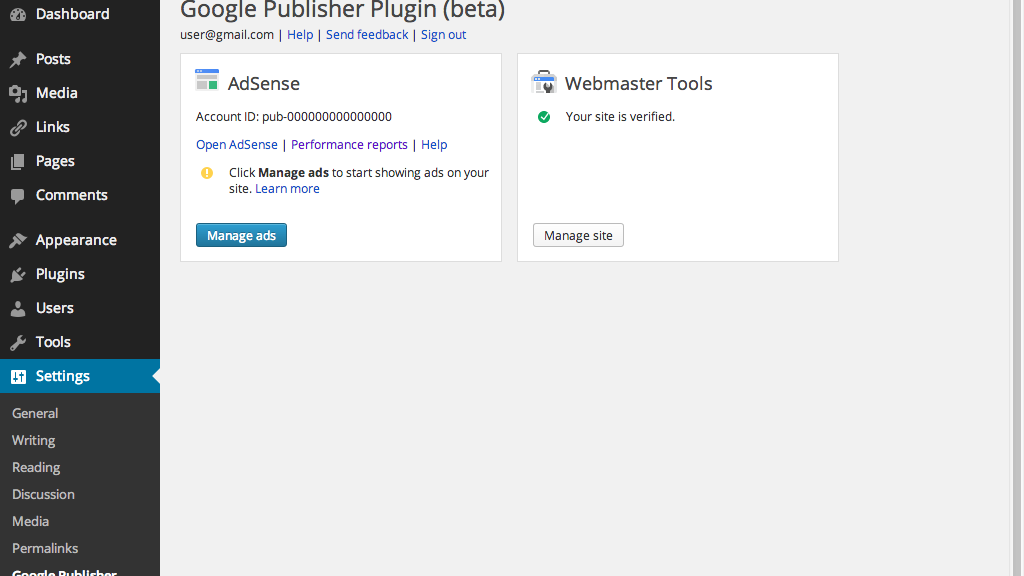 Dashboard
Posts
Media
Links
Pages
Comments
Appearance
Plugins
Users
Tools
Settings
General
Writing
Reading
Discussion
Media
Permalinks
Google Publisher
Google Publisher Plugin (beta)
user@gmail.com | Help | Send feedback | Sign out
AdSense
Account ID: pub-000000000000000
Open AdSense | Performance reports | Help
Click Manage ads to start showing ads on your
site. Learn more
Manage ads
Webmaster Tools
Your site is verified.
Manage site